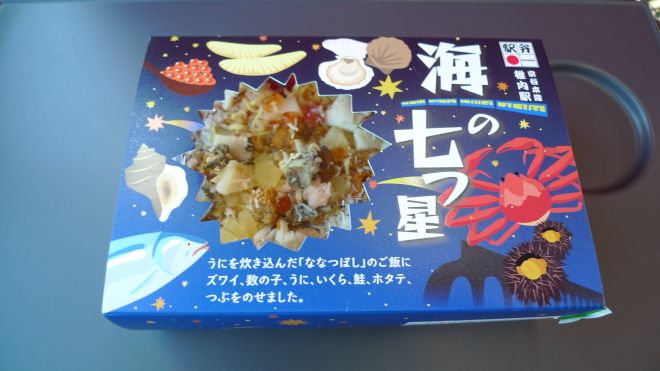 駅弁
宗谷本線
稚内駅
海の七つ星
うにを炊き込んだ「ななつぼし」のご飯に
ズワイ、数の子、うに、いくら、鮭、ホタテ、
つぶをのせました。